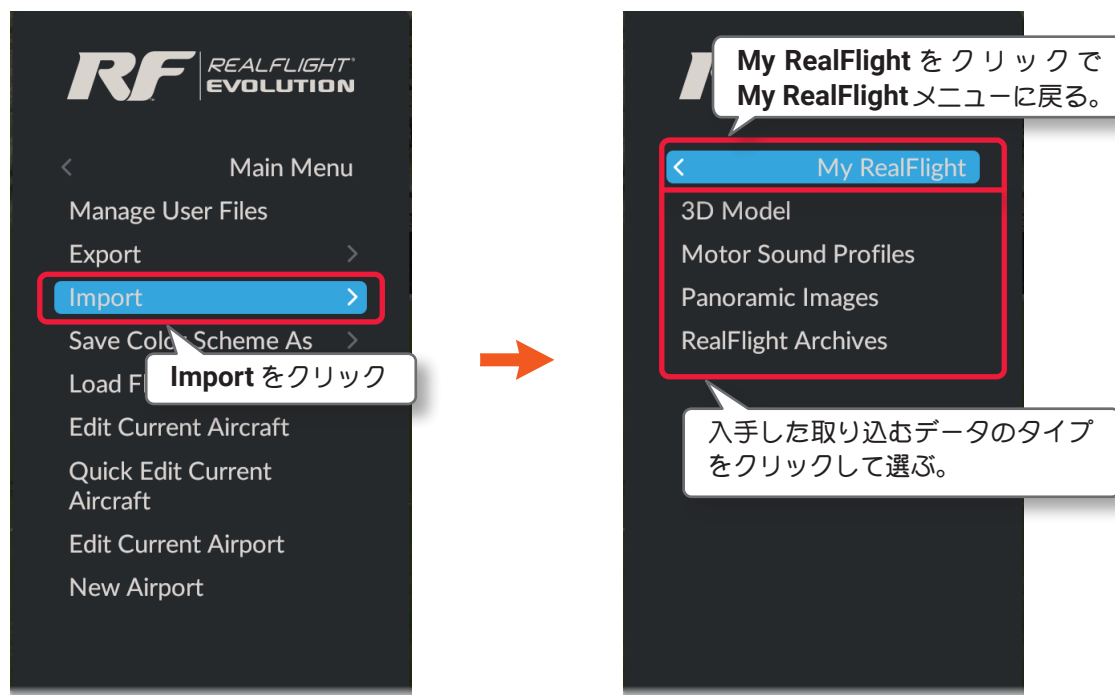 RF REALFLIGHT
EVOLUTION
Main Menu
Manage User Files
Export
Import
Save Color Scheme As
Load Fl
Import をクリック
Edit Current Aircraft
Quick Edit Current
Aircraft
Edit Current Airport
New Airport
My RealFlight をクリックで
My RealFlight メニューに戻る。
My RealFlight
3D Model
Motor Sound Profiles
Panoramic Images
RealFlight Archives
入手した取り込むデータのタイプ
をクリックして選ぶ。